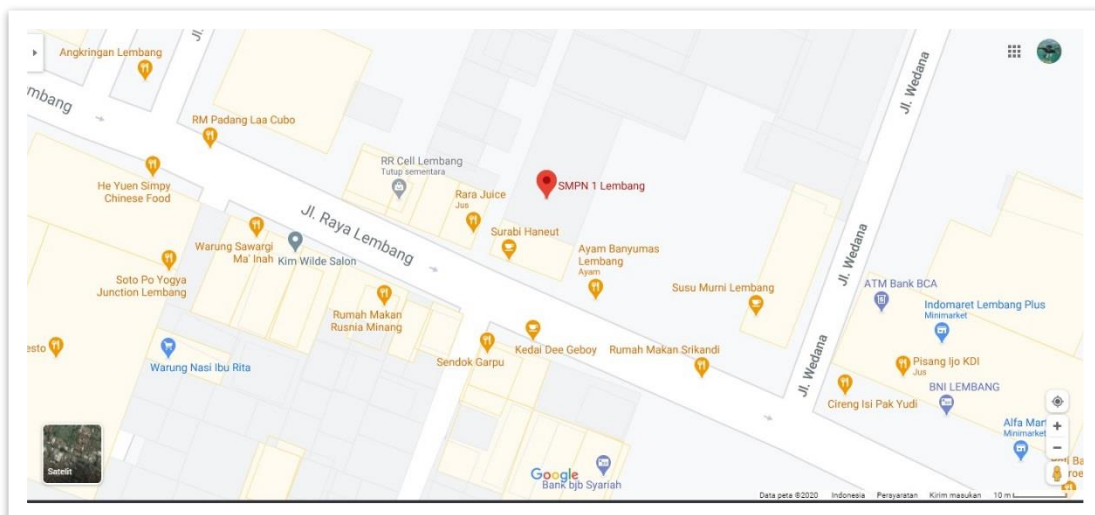 Angkringan Lembang
Jl.
Lembang
RM Padang Laa Cubo
He Yuen Simpy
Chinese Food
RR Cell Lembang
Tutup sementara
Rara Juice
Jus
SMPN 1 Lembang
Surabi Haneut
Jl. Raya Lembang
Warung Sawargi
Ma' Inah
Kim Wilde Salon
Soto Po Yogya
Junction Lembang
Ayam Banyumas
Lembang
Ayam
Susu Murni Lembang
Jl. Wedana
Jl. Wedana
Jl. Wedana
ATM Bank BCA
Indomaret Lembang Plus
Minimarket
Rumah Makan
Rusnia Minang
esto
Warung Nasi Ibu Rita
Sendok Garpu
Kedai Dee Geboy
Rumah Makan Srikandi
Pisang Ijo KDI
Jus
BNI LEMBANG
Cireng Isi Pak Yudi
Alfa Mart
Minimarket
Satelit
Google
Bank bjb Syariah
Data peta ©2020 Indonesia Persyaratan Kirim masukan 10 m